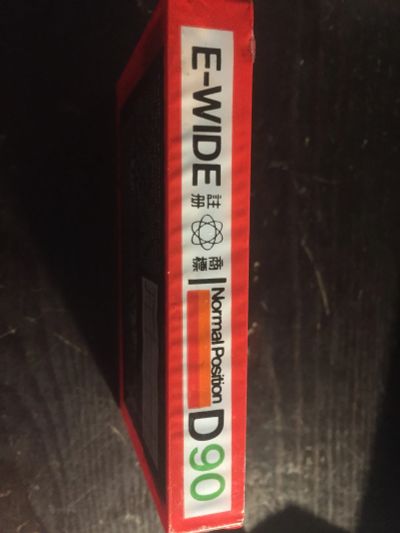 E-WIDE
註冊
商標
Normal Position
D90